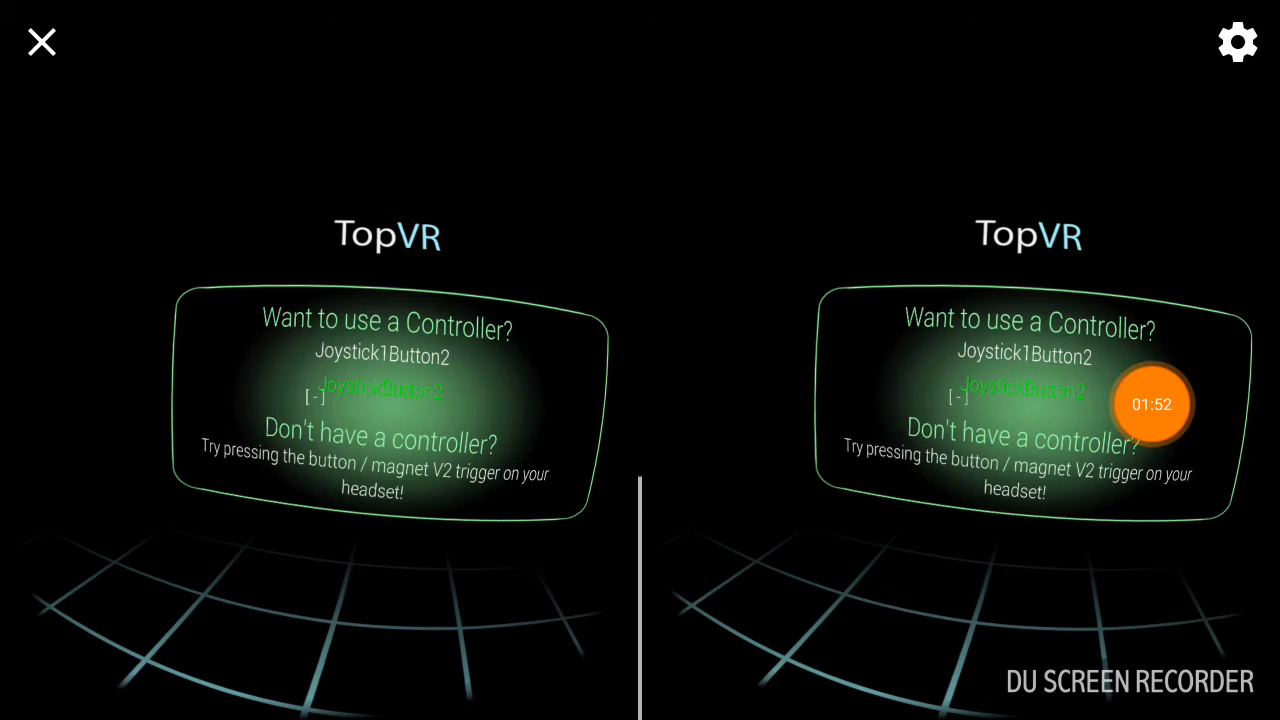 TopVR
Want to use a Controller?
Joystick1Button2
JoystickButton2
[-]
Don't have a controller?
Try pressing the button / magnet V2 trigger on your
headset!
TopVR
Want to use a Controller?
Joystick1Button2
JoystickButton2
[-]
Don't have a controller?
Try pressing the button / magnet V2 trigger on your
headset!
01:52
DU SCREEN RECORDER